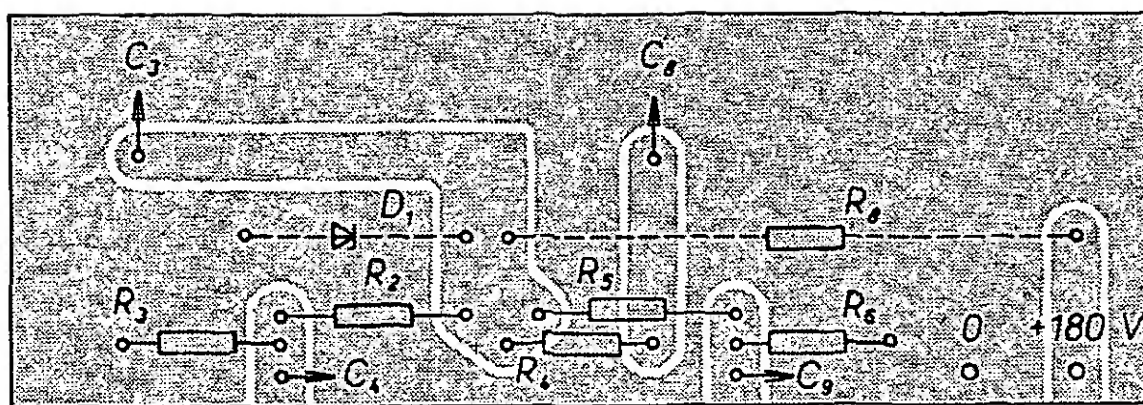 C₃ C₈
D₁ R₈
R₃ R₂ R₅ R₆ 0 +180 V
R₄
C₄ C₉